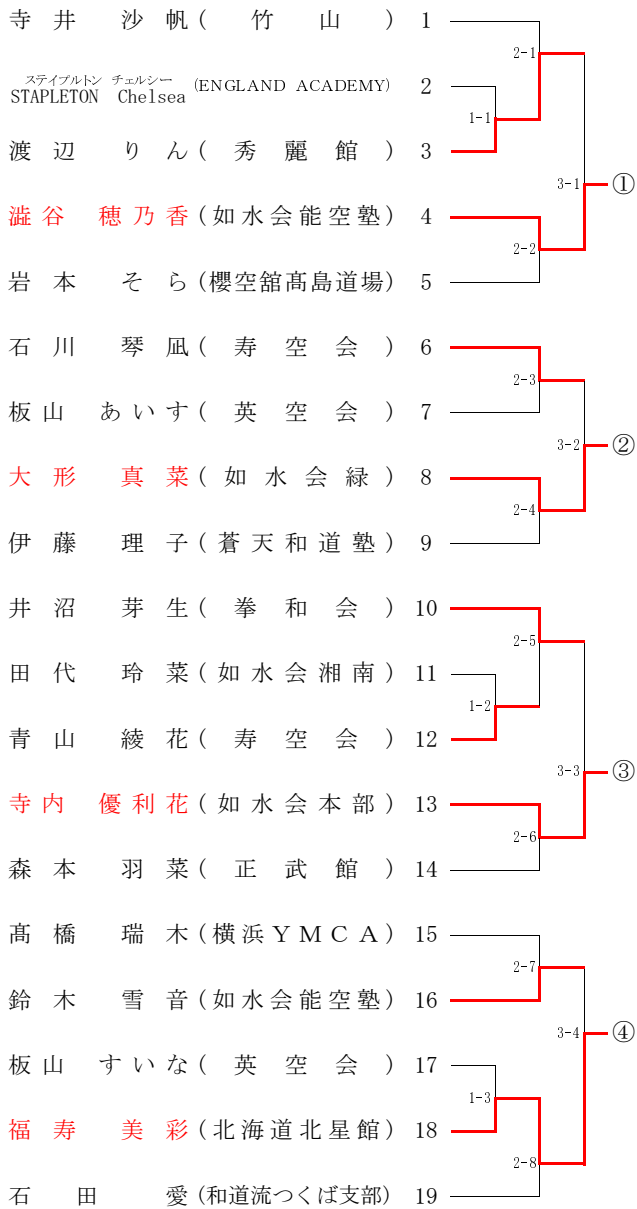 寺井 沙帆 (竹山) 1
ステイプルトン チェルシー
STAPLETON Chelsea (ENGLAND ACADEMY) 2
渡辺 りん (秀麗館) 3
澁谷 穂乃香 (如水会能空塾) 4
岩本 そら (櫻空舘髙島道場) 5
石川 琴凪 (寿空会) 6
板山 あいす (英空会) 7
大形 真菜 (如水会緑) 8
伊藤 理子 (蒼天和道塾) 9
井沼 芽生 (拳和会) 10
田代 玲菜 (如水会湘南) 11
青山 綾花 (寿空会) 12
寺内 優利花 (如水会本部) 13
森本 羽菜 (正武館) 14
髙橋 瑞木 (横浜YMCA) 15
鈴木 雪音 (如水会能空塾) 16
板山 すいな (英空会) 17
福寿 美彩 (北海道北星館) 18
石田 愛 (和道流つくば支部) 19
1-1
1-2
1-3
2-1
2-2
2-3
2-4
2-5
2-6
2-7
2-8
3-1
3-2
3-3
3-4
①
②
③
④